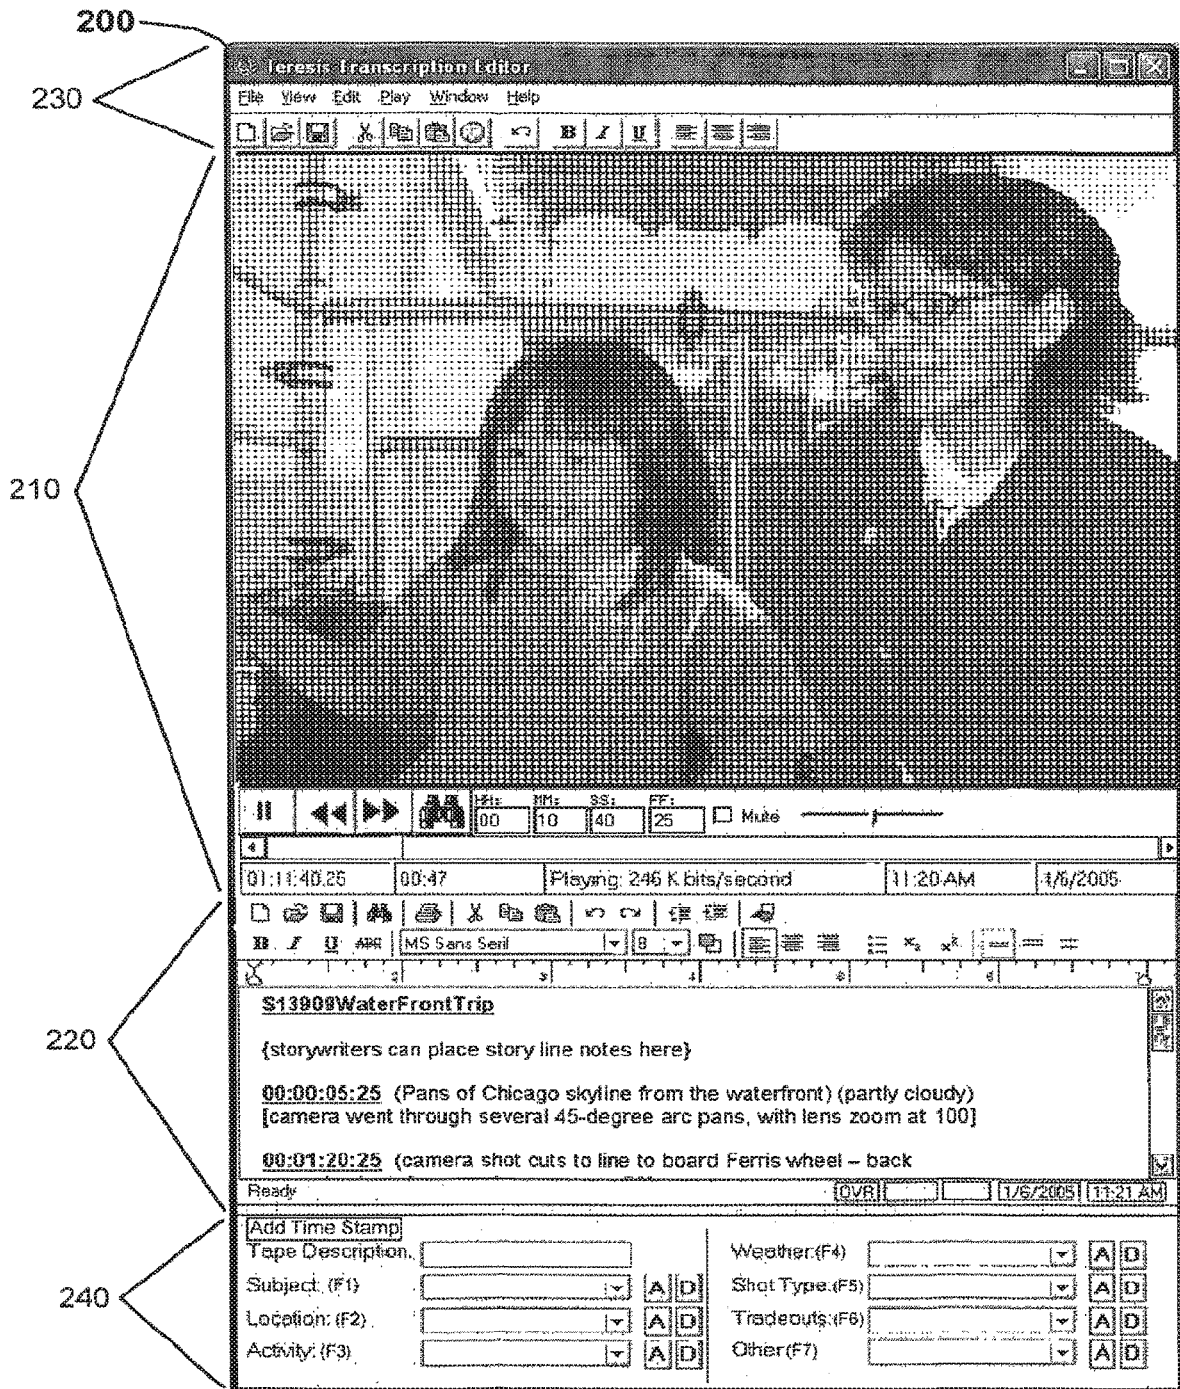 200
230
Teresis Transcription Editor
File View Edit Play Window Help
B I U
210
HH: MM: SS: FF:
00 10 40 25 Mute
01:11:40.25 00:47 Playing: 246 K bits/second 11:20 AM 1/6/2005
220
B I U ABC MS Sans Serif 8
2 3 4 5 6
S13909WaterFrontTrip
{storywriters can place story line notes here}
00:00:05:25 (Pans of Chicago skyline from the waterfront) (partly cloudy)
[camera went through several 45-degree arc pans, with lens zoom at 100]
00:01:20:25 (camera shot cuts to line to board Ferris wheel – back
Ready OVR 1/6/2005 11:21 AM
240
Add Time Stamp
Tape Description. Weather:(F4) A D
Subject: (F1) A D Shot Type:(F5) A D
Location: (F2) A D Tradeouts:(F6) A D
Activity: (F3) A D Other(F7) A D